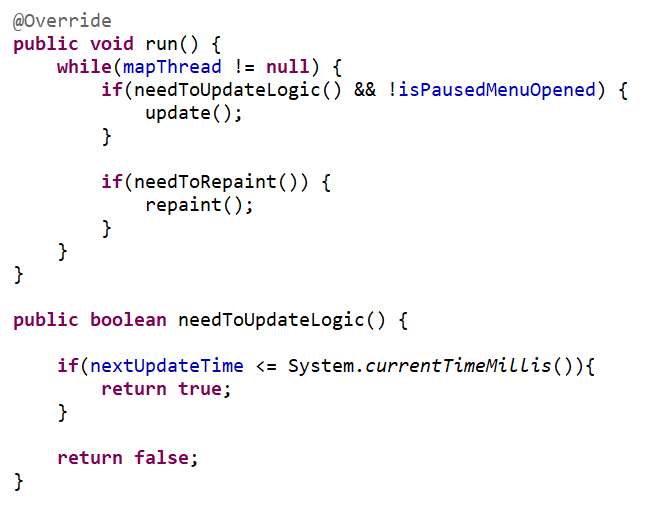 @Override
public void run() {
    while(mapThread != null) {
        if(needToUpdateLogic() && !isPausedMenuOpened) {
            update();
        }

        if(needToRepaint()) {
            repaint();
        }
    }
}

public boolean needToUpdateLogic() {

    if(nextUpdateTime <= System.currentTimeMillis()){
        return true;
    }

    return false;
}